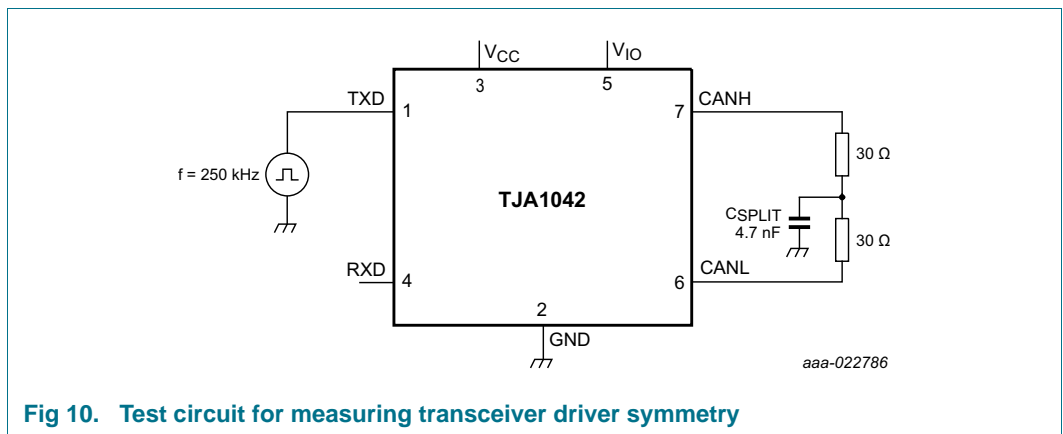 VCC
VIO
3
5
TXD
1
7
CANH
30 Ω
f = 250 kHz
TJA1042
CSPLIT
4.7 nF
30 Ω
RXD
4
6
CANL
2
GND
aaa-022786
Fig 10. Test circuit for measuring transceiver driver symmetry